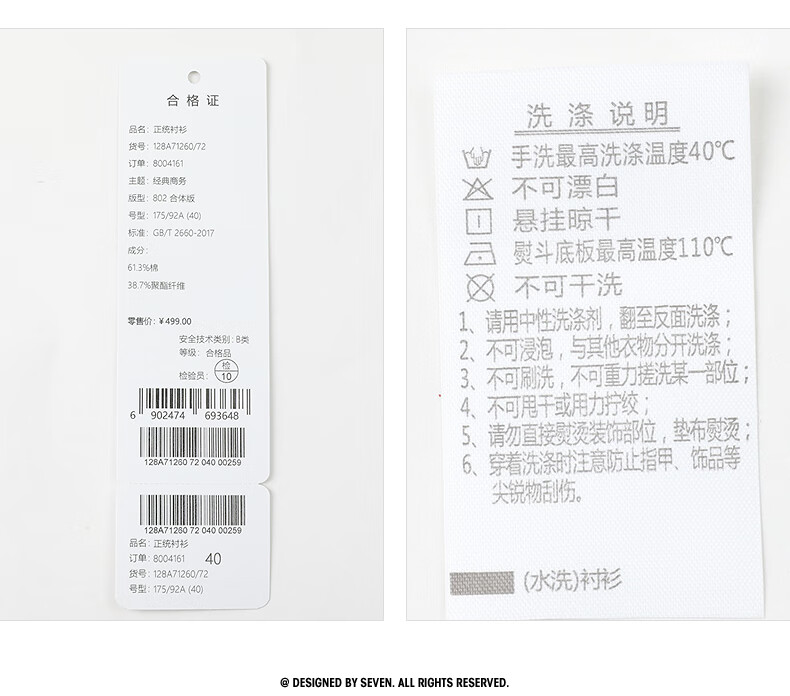 合格证
品名：正统衬衫
货号：128A71260/72
订单：8004161
主题：经典商务
版型：802 合体版
号型：175/92A (40)
标准：GB/T 2660-2017
成分：
61.3%棉
38.7%聚酯纤维
零售价：￥499.00
安全技术类别：B类
等级：合格品
检验员：检 10
6 902474 693648
128A71260 72 040 00259
128A71260 72 040 00259
品名：正统衬衫
订单：8004161 40
货号：128A71260/72
号型：175/92A (40)
洗涤说明
手洗最高洗涤温度40℃
不可漂白
悬挂晾干
熨斗底板最高温度110℃
不可干洗
1、请用中性洗涤剂，翻至反面洗涤；
2、不可浸泡，与其他衣物分开洗涤；
3、不可刷洗，不可重力搓洗某一部位；
4、不可甩干或用力拧绞；
5、请勿直接熨烫装饰部位，垫布熨烫；
6、穿着洗涤时注意防止指甲、饰品等
尖锐物刮伤。
(水洗)衬衫
@ DESIGNED BY SEVEN. ALL RIGHTS RESERVED.